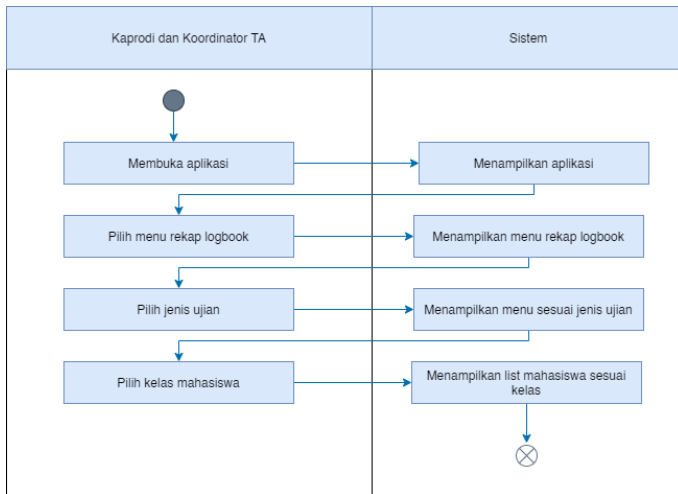 Kaprodi dan Koordinator TA
Sistem
Membuka aplikasi
Menampilkan aplikasi
Pilih menu rekap logbook
Menampilkan menu rekap logbook
Pilih jenis ujian
Menampilkan menu sesuai jenis ujian
Pilih kelas mahasiswa
Menampilkan list mahasiswa sesuai
kelas